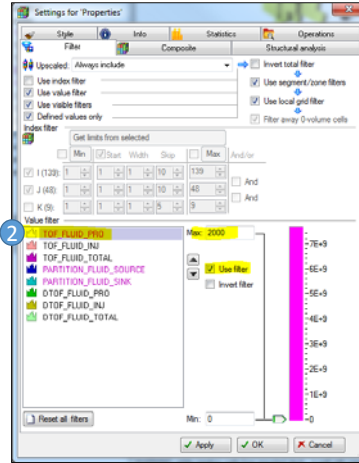 Settings for 'Properties'
Style Info Statistics Operations
Filter Composite Structural analysis
Upscaled: Always include
Invert total filter
Use index filter
Use segment/zone filters
Use value filter
Use visible filters
Use local grid filter
Defined values only
Filter away 0-volume cells
Index filter
Get limits from selected
Min Start Width Skip Max And/or
I (139): 1 1 10 139
And
J (48): 1 1 10 48
And
K (9): 1 1 5 9
Value filter
2
TOF_FLUID_PRO
TOF_FLUID_INJ
TOF_FLUID_TOTAL
PARTITION_FLUID_SOURCE
PARTITION_FLUID_SINK
DTOF_FLUID_PRO
DTOF_FLUID_INJ
DTOF_FLUID_TOTAL
Max: 2000
Use filter
Invert filter
7E+9
6E+9
5E+9
4E+9
3E+9
2E+9
1E+9
0
Reset all filters
Min: 0
Apply OK Cancel